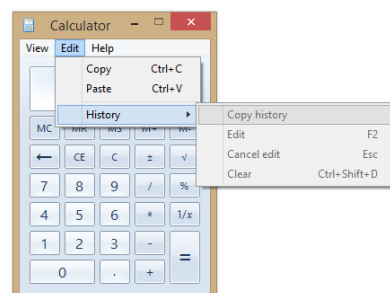 Calculator
View Edit Help
Copy Ctrl+C
Paste Ctrl+V
History
Copy history
Edit F2
Cancel edit Esc
Clear Ctrl+Shift+D
MC MR MS M+ M-
← CE C ± √
7 8 9 / %
4 5 6 * 1/x
1 2 3 - =
0 . +